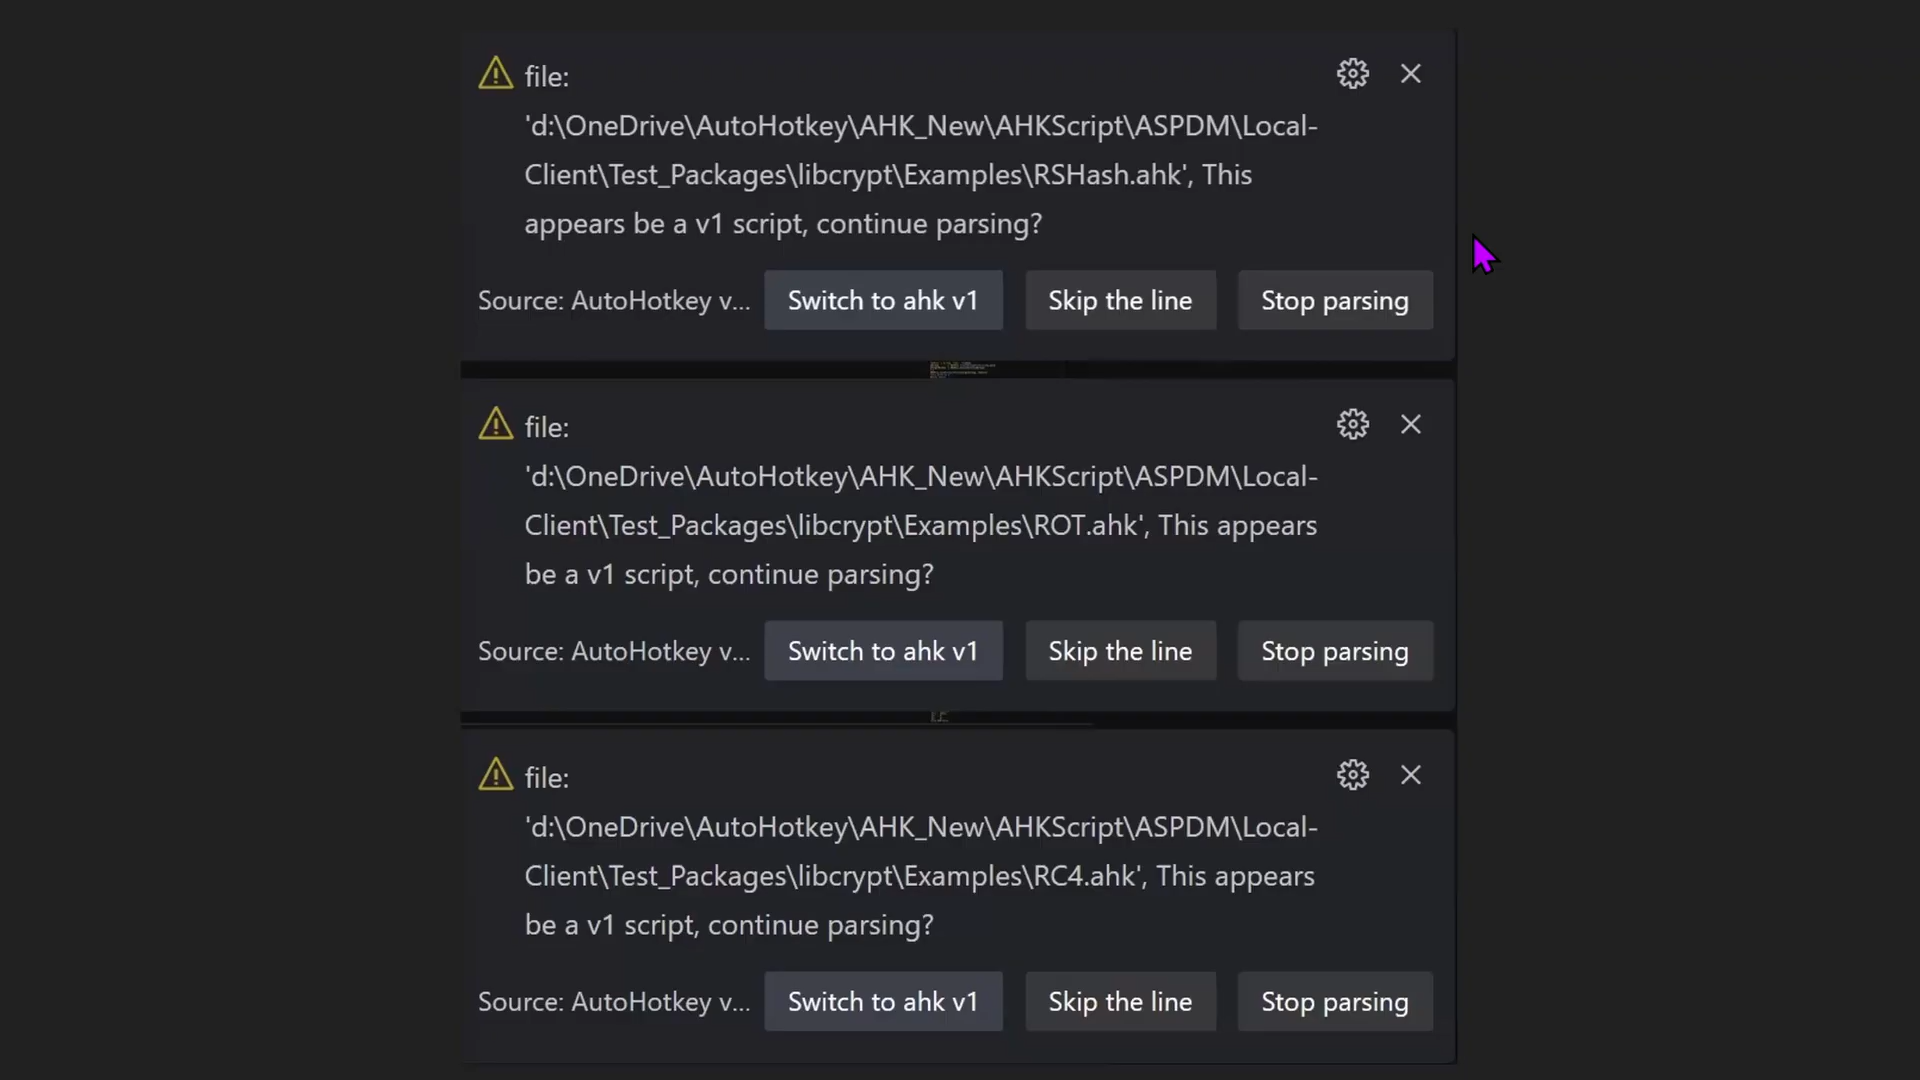 file:
'd:\OneDrive\AutoHotkey\AHK_New\AHKScript\ASPDM\Local-
Client\Test_Packages\libcrypt\Examples\RSHash.ahk', This
appears be a v1 script, continue parsing?
Source: AutoHotkey v... Switch to ahk v1 Skip the line Stop parsing
file:
'd:\OneDrive\AutoHotkey\AHK_New\AHKScript\ASPDM\Local-
Client\Test_Packages\libcrypt\Examples\ROT.ahk', This appears
be a v1 script, continue parsing?
Source: AutoHotkey v... Switch to ahk v1 Skip the line Stop parsing
file:
'd:\OneDrive\AutoHotkey\AHK_New\AHKScript\ASPDM\Local-
Client\Test_Packages\libcrypt\Examples\RC4.ahk', This appears
be a v1 script, continue parsing?
Source: AutoHotkey v... Switch to ahk v1 Skip the line Stop parsing